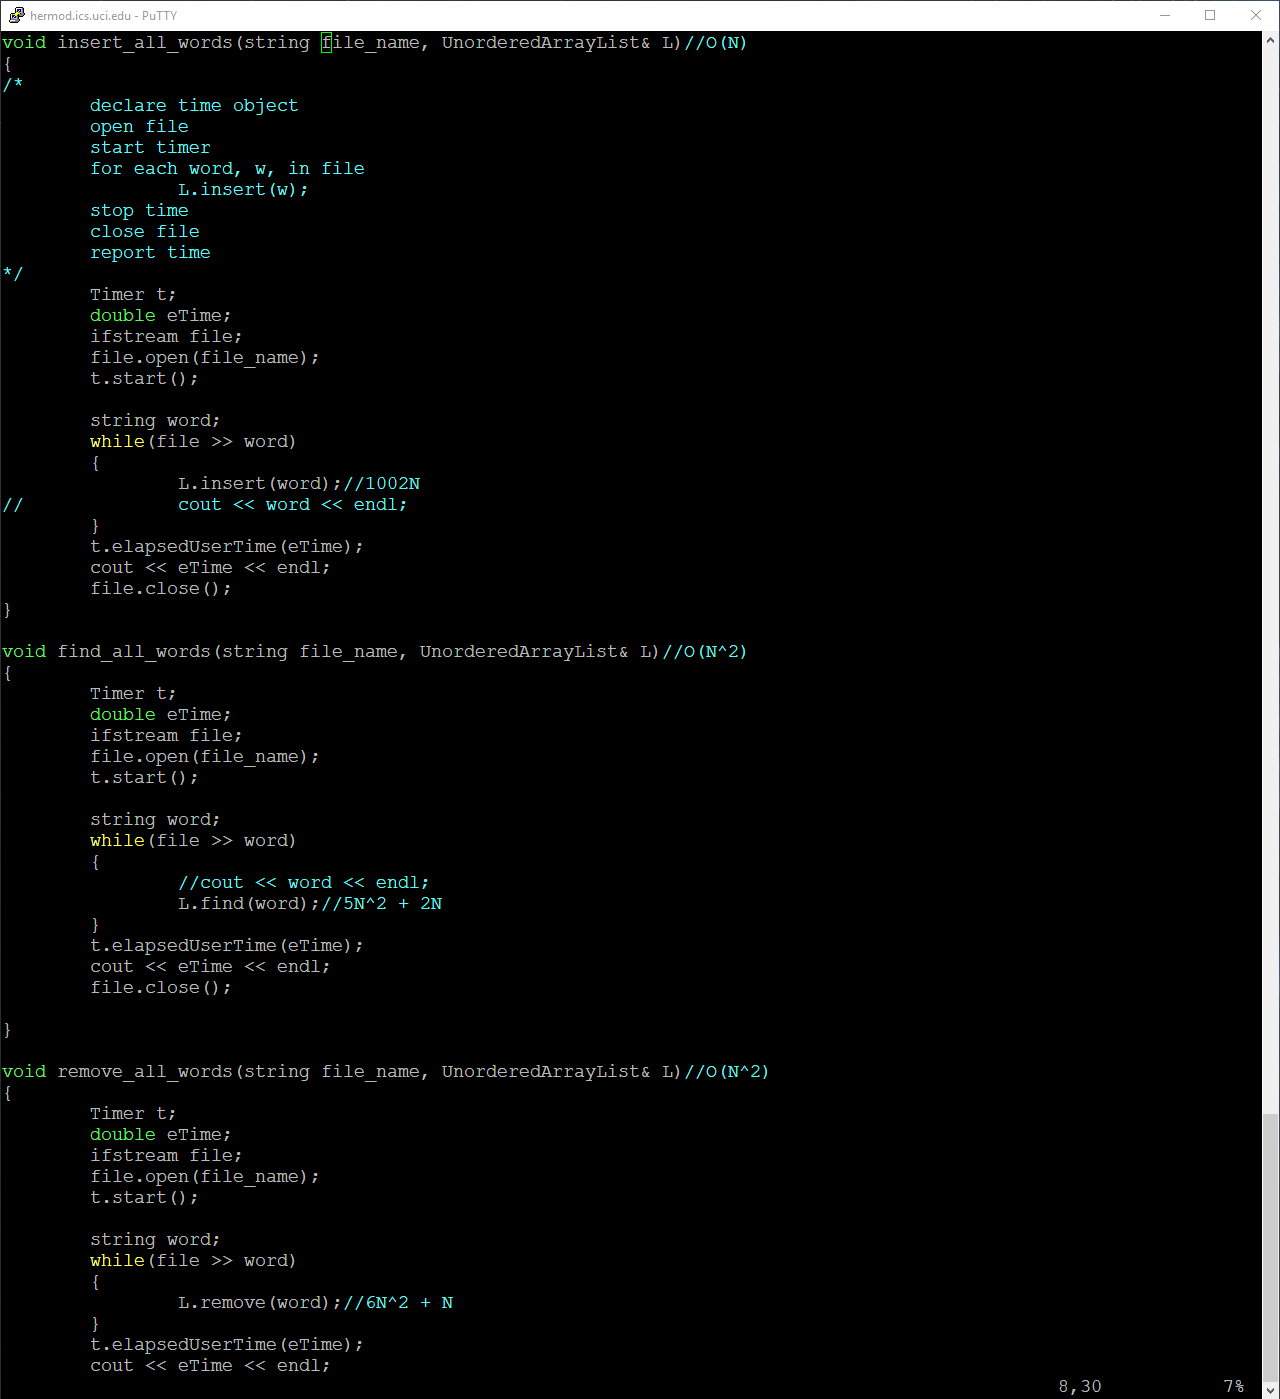 hermod.ics.uci.edu - PuTTY
void insert_all_words(string file_name, UnorderedArrayList& L)//O(N)
{
/*
        declare time object
        open file
        start timer
        for each word, w, in file
                L.insert(w);
        stop time
        close file
        report time
*/
        Timer t;
        double eTime;
        ifstream file;
        file.open(file_name);
        t.start();

        string word;
        while(file >> word)
        {
                L.insert(word);//1002N
//              cout << word << endl;
        }
        t.elapsedUserTime(eTime);
        cout << eTime << endl;
        file.close();
}

void find_all_words(string file_name, UnorderedArrayList& L)//O(N^2)
{
        Timer t;
        double eTime;
        ifstream file;
        file.open(file_name);
        t.start();

        string word;
        while(file >> word)
        {
                //cout << word << endl;
                L.find(word);//5N^2 + 2N
        }
        t.elapsedUserTime(eTime);
        cout << eTime << endl;
        file.close();

}

void remove_all_words(string file_name, UnorderedArrayList& L)//O(N^2)
{
        Timer t;
        double eTime;
        ifstream file;
        file.open(file_name);
        t.start();

        string word;
        while(file >> word)
        {
                L.remove(word);//6N^2 + N
        }
        t.elapsedUserTime(eTime);
        cout << eTime << endl;
8,30 7%